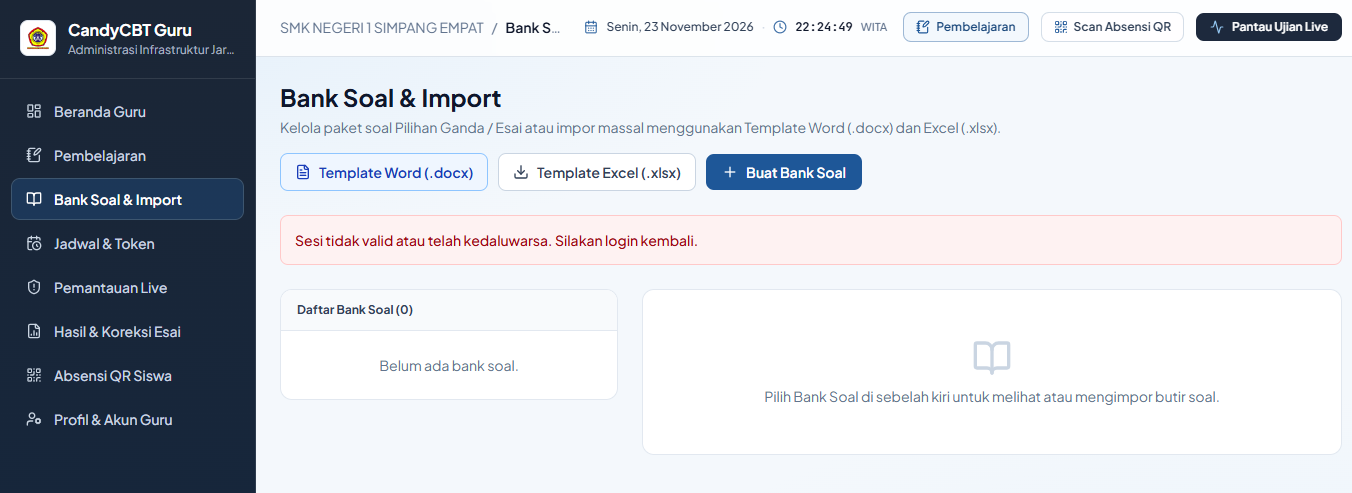 CandyCBT Guru
Administrasi Infrastruktur Jar...
Beranda Guru
Pembelajaran
Bank Soal & Import
Jadwal & Token
Pemantauan Live
Hasil & Koreksi Esai
Absensi QR Siswa
Profil & Akun Guru
SMK NEGERI 1 SIMPANG EMPAT / Bank S... Senin, 23 November 2026 · 22:24:49 WITA Pembelajaran Scan Absensi QR Pantau Ujian Live
Bank Soal & Import
Kelola paket soal Pilihan Ganda / Esai atau impor massal menggunakan Template Word (.docx) dan Excel (.xlsx).
Template Word (.docx) Template Excel (.xlsx) + Buat Bank Soal
Sesi tidak valid atau telah kedaluwarsa. Silakan login kembali.
Daftar Bank Soal (0)
Belum ada bank soal.
Pilih Bank Soal di sebelah kiri untuk melihat atau mengimpor butir soal.